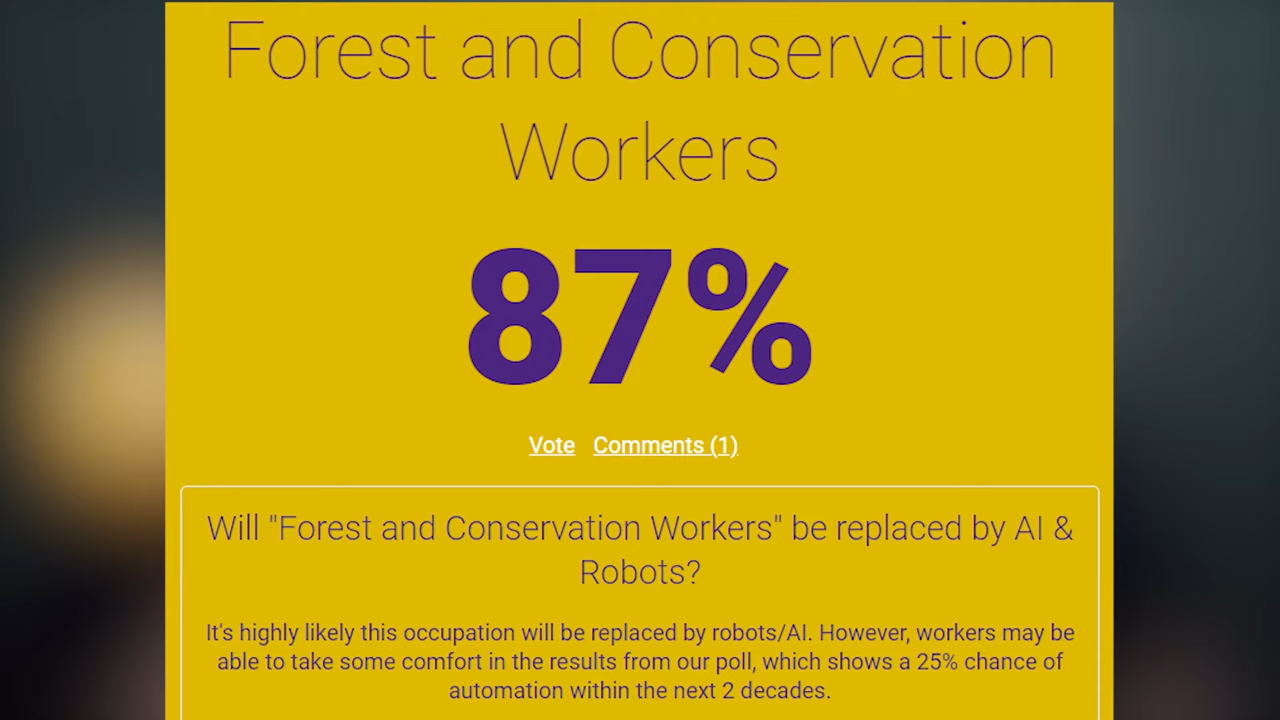 Forest and Conservation
Workers
87%
Vote Comments (1)
Will "Forest and Conservation Workers" be replaced by AI &
Robots?
It's highly likely this occupation will be replaced by robots/AI. However, workers may be
able to take some comfort in the results from our poll, which shows a 25% chance of
automation within the next 2 decades.